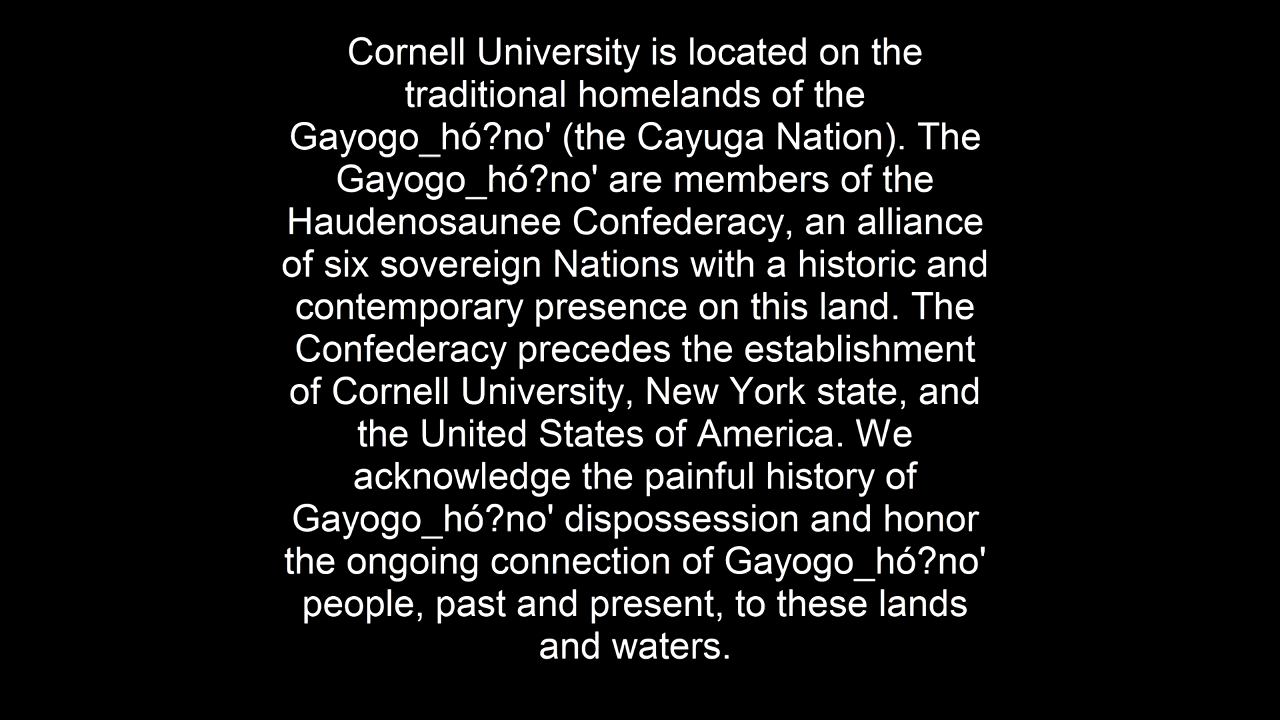 Cornell University is located on the
traditional homelands of the
Gayogo_hó?no' (the Cayuga Nation). The
Gayogo_hó?no' are members of the
Haudenosaunee Confederacy, an alliance
of six sovereign Nations with a historic and
contemporary presence on this land. The
Confederacy precedes the establishment
of Cornell University, New York state, and
the United States of America. We
acknowledge the painful history of
Gayogo_hó?no' dispossession and honor
the ongoing connection of Gayogo_hó?no'
people, past and present, to these lands
and waters.